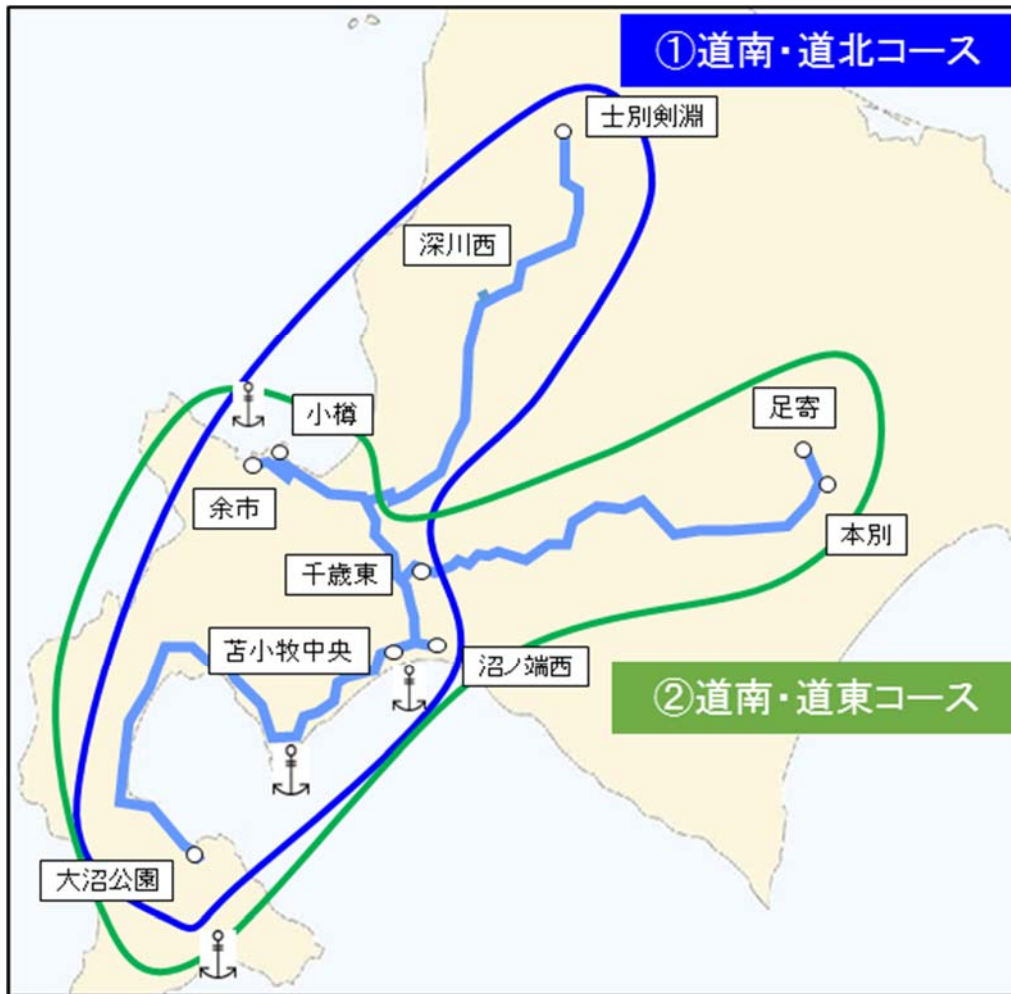 ①道南・道北コース
士別剣淵
深川西
小樽
足寄
余市
本別
千歳東
苫小牧中央
沼ノ端西
②道南・道東コース
大沼公園